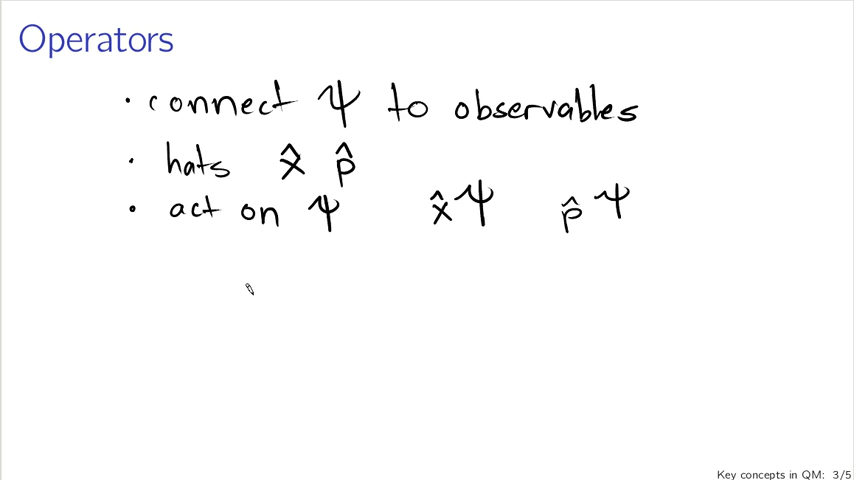 Operators
· connect ψ to observables
· hats x̂ p̂
· act on ψ x̂ψ p̂ψ
Key concepts in QM: 3/5